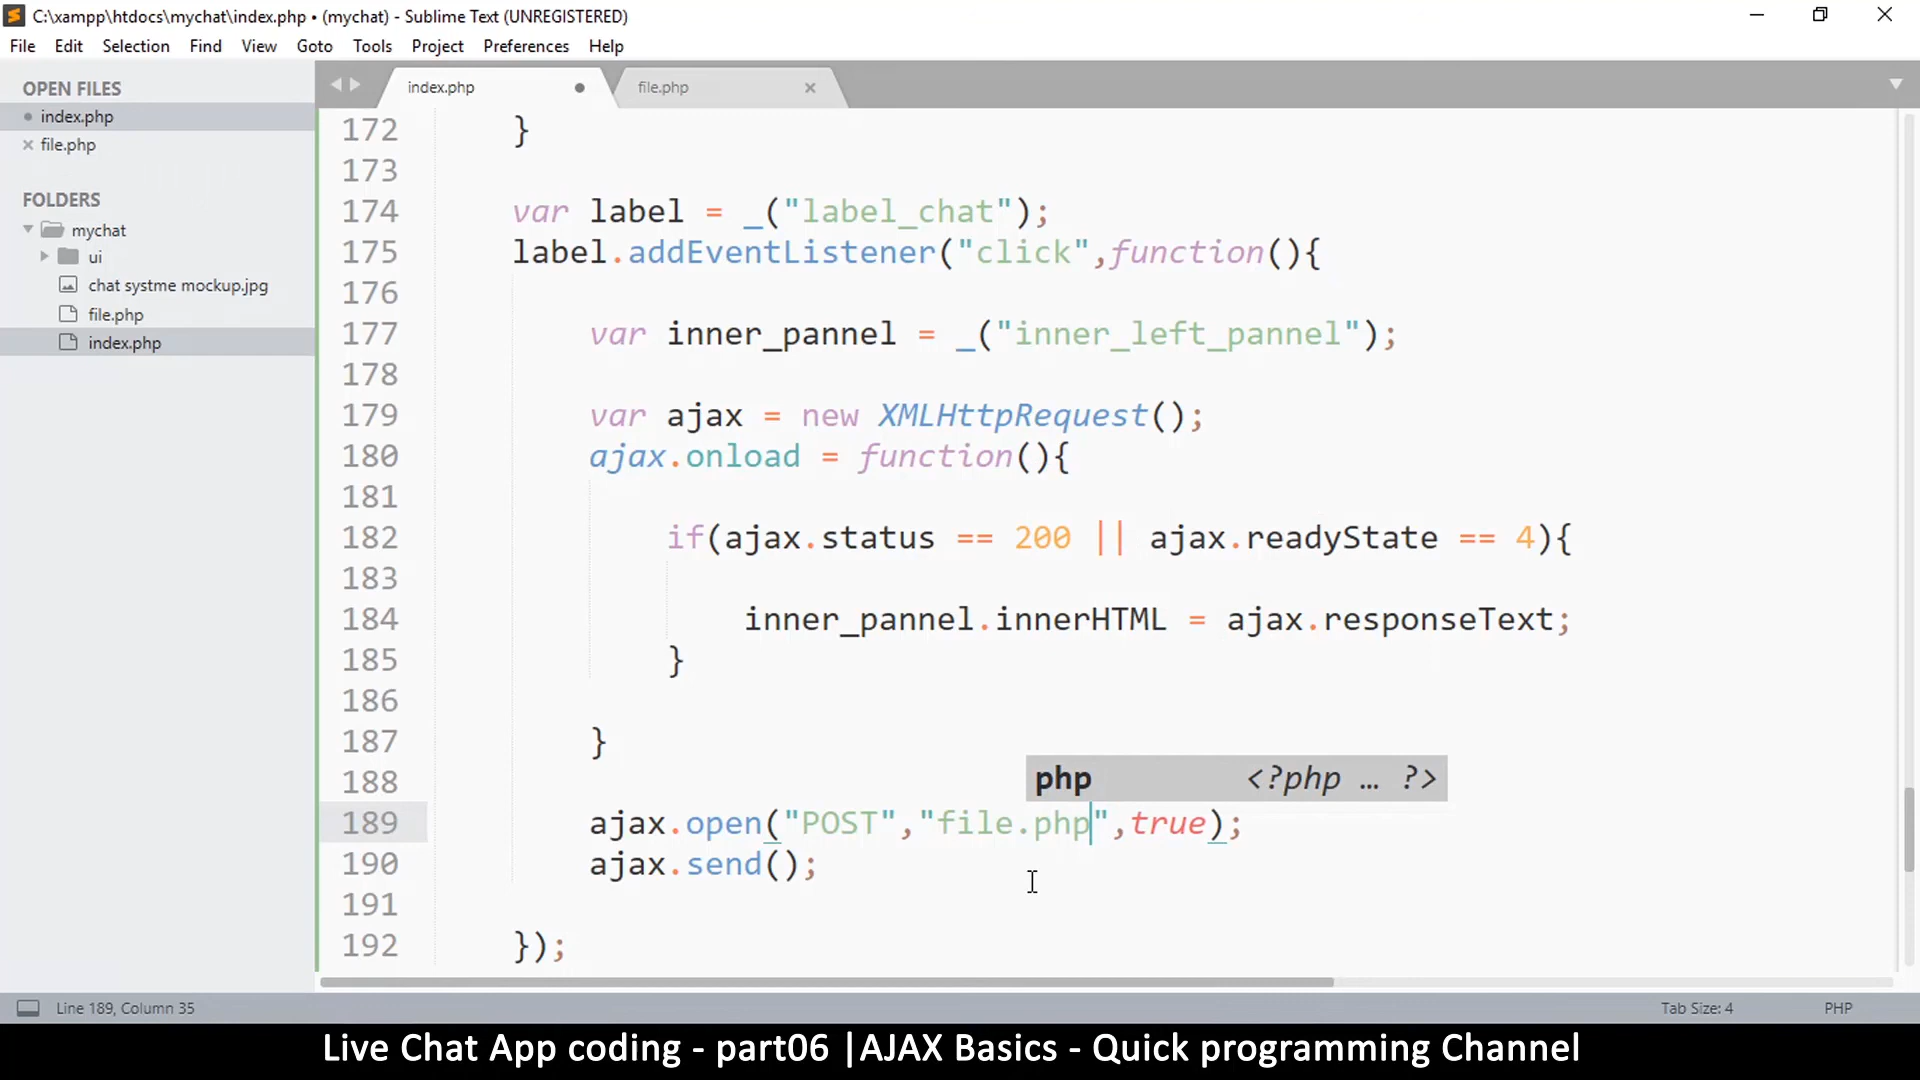 C:\xampp\htdocs\mychat\index.php • (mychat) - Sublime Text (UNREGISTERED)
File Edit Selection Find View Goto Tools Project Preferences Help
OPEN FILES
index.php
file.php
FOLDERS
mychat
ui
chat systme mockup.jpg
file.php
index.php
index.php file.php
172 }
173
174 var label = _("label_chat");
175 label.addEventListener("click",function(){
176
177 var inner_pannel = _("inner_left_pannel");
178
179 var ajax = new XMLHttpRequest();
180 ajax.onload = function(){
181
182 if(ajax.status == 200 || ajax.readyState == 4){
183
184 inner_pannel.innerHTML = ajax.responseText;
185 }
186
187 }
188
php <?php … ?>
189 ajax.open("POST","file.php",true);
190 ajax.send();
191
192 });
Line 189, Column 35 Tab Size: 4 PHP
Live Chat App coding - part06 |AJAX Basics - Quick programming Channel